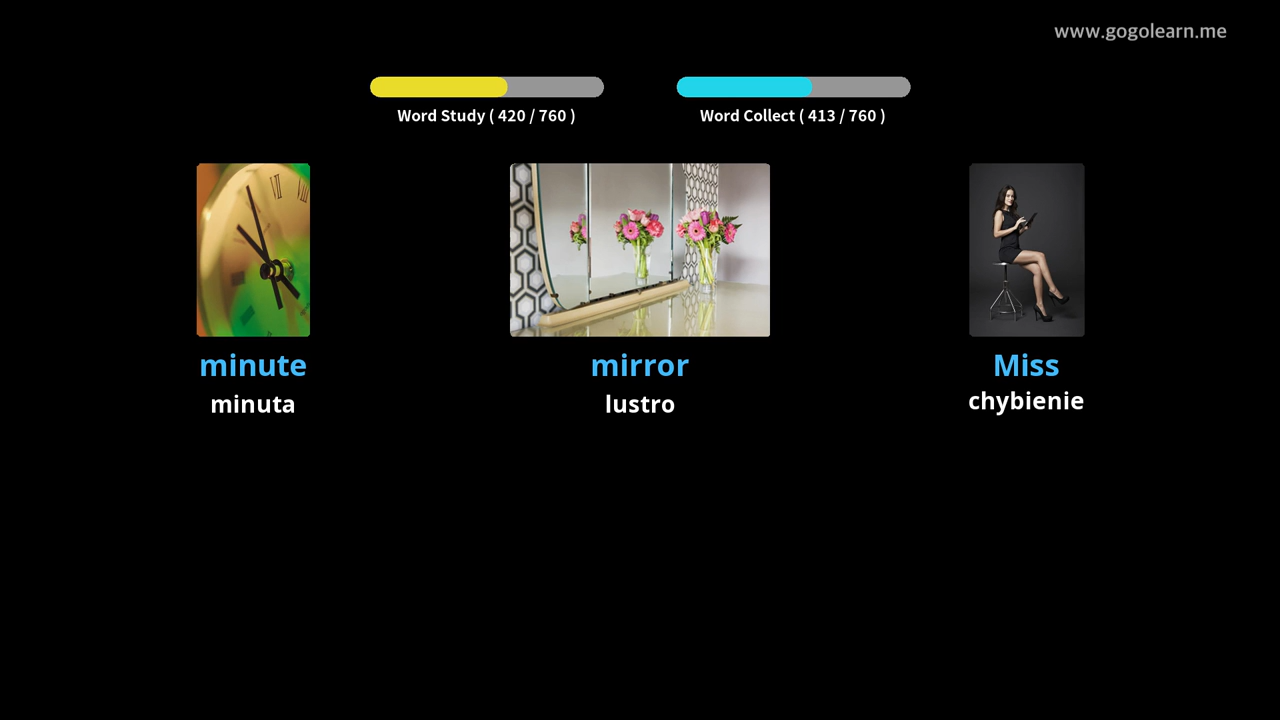 www.gogolearn.me
Word Study ( 420 / 760 )
Word Collect ( 413 / 760 )
minute
mirror
Miss
minuta
lustro
chybienie